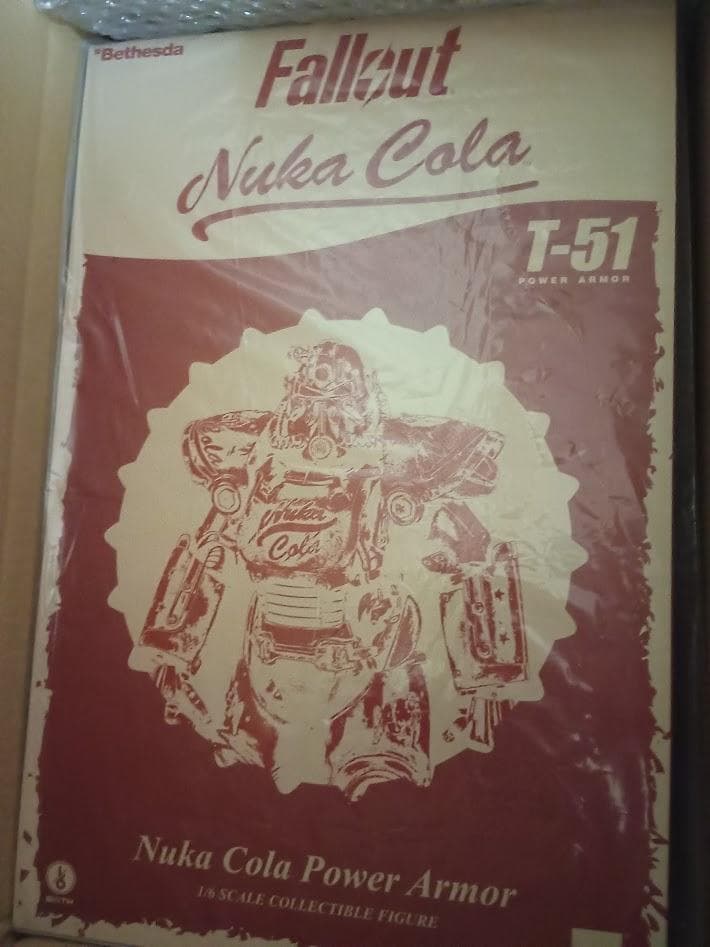 *Bethesda
Fallout
Nuka Cola
T-51
POWER ARMOR
Nuka
Cola
Nuka Cola Power Armor
1/6 SCALE COLLECTIBLE FIGURE